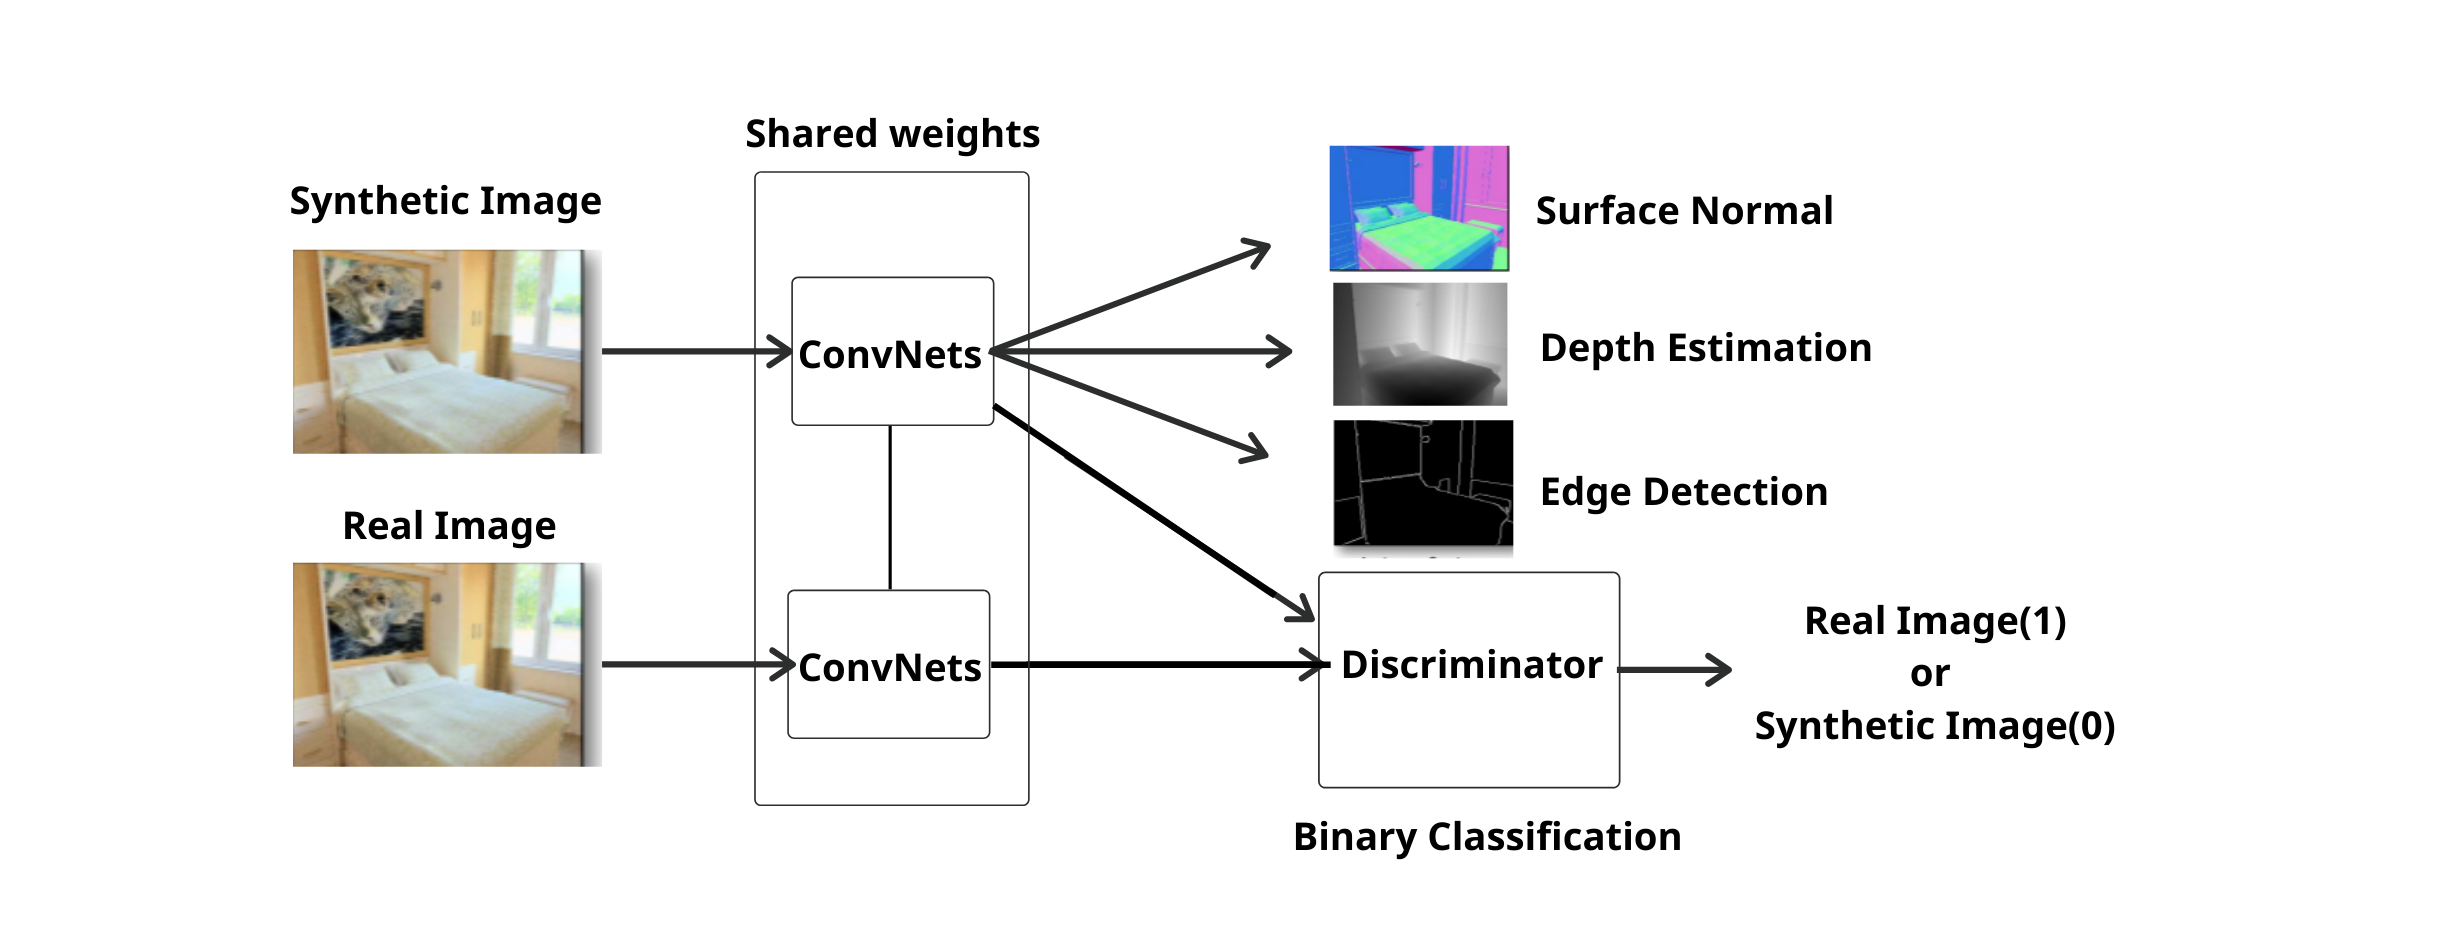 Shared weights
Synthetic Image
Surface Normal
ConvNets
Depth Estimation
Edge Detection
Real Image
ConvNets
Discriminator
Real Image(1)
or
Synthetic Image(0)
Binary Classification